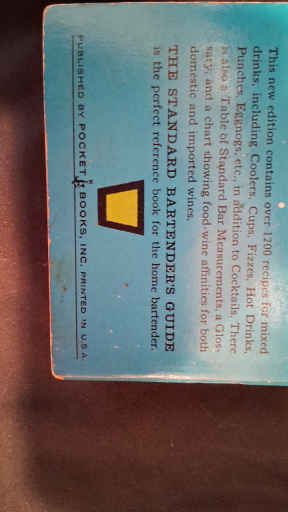 This new edition contains over 1200 recipes for mixed
drinks, including Coolers, Cups, Fizzes, Hot Drinks,
Punches, Eggnogs, etc., in addition to Cocktails. There
is also a Table of Standard Bar Measurements, a Glos-
sary, and a chart showing food-wine affinities for both
domestic and imported wines.
THE STANDARD BARTENDER'S GUIDE
is the perfect reference book for the home bartender.
PUBLISHED BY POCKET BOOKS, INC. PRINTED IN U.S.A.